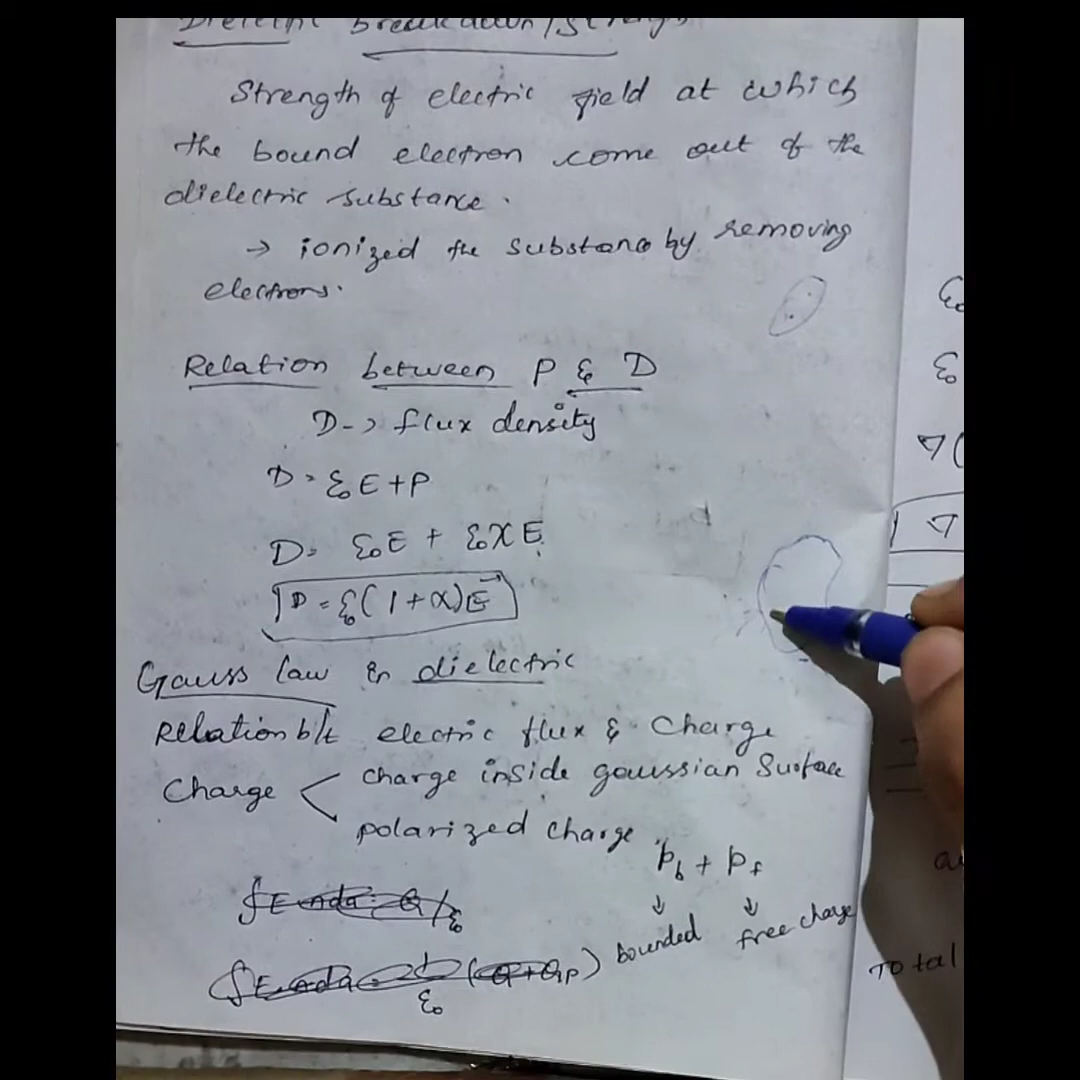 Strength of electric field at which
the bound electron come out of the
dielectric substance.
→ ionized the substance by removing
electrons.
Relation between P & D
D → flux density
D = ε₀E + P
D = ε₀E + ε₀XE
D = ε₀(1+α)E⃗
Gauss law in dielectric
Relation b/t electric flux & Charge
Charge < charge inside gaussian Surface
polarized charge
ρb + ρf
↓ ↓
bounded free charge
Total